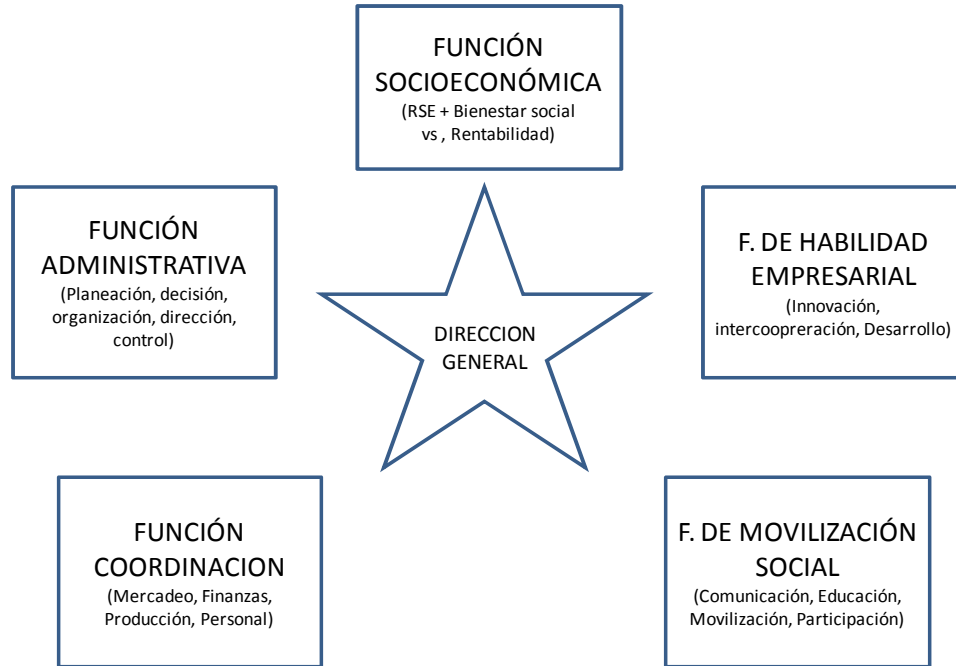 FUNCIÓN
SOCIOECONÓMICA
(RSE + Bienestar social
vs , Rentabilidad)
FUNCIÓN
ADMINISTRATIVA
(Planeación, decisión,
organización, dirección,
control)
F. DE HABILIDAD
EMPRESARIAL
(Innovación,
intercoopreración, Desarrollo)
DIRECCION
GENERAL
FUNCIÓN
COORDINACION
(Mercadeo, Finanzas,
Producción, Personal)
F. DE MOVILIZACIÓN
SOCIAL
(Comunicación, Educación,
Movilización, Participación)